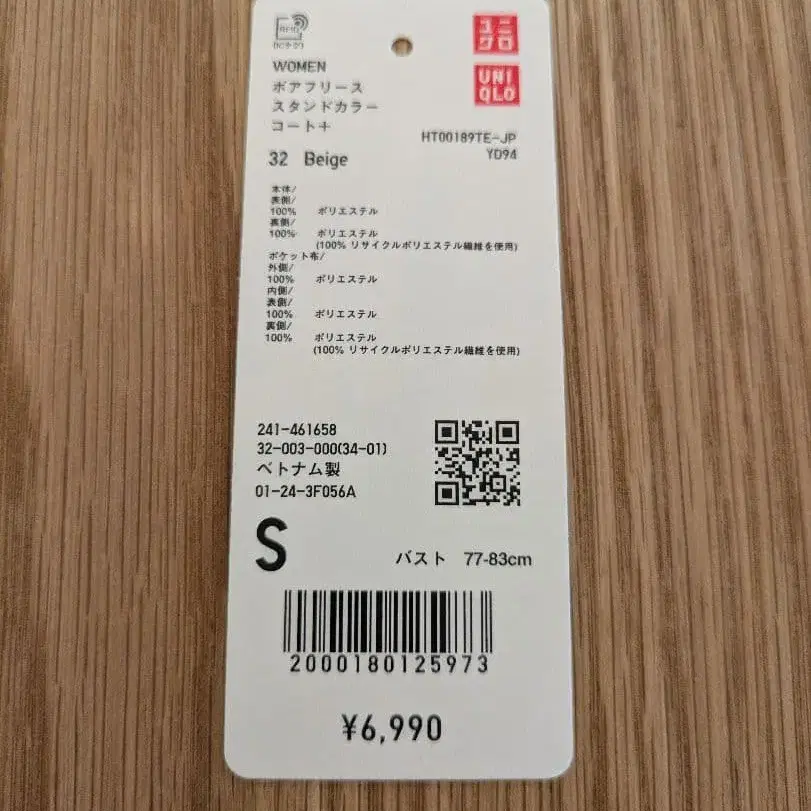 RFID
ユニ
クロ
UNI
QLO
WOMEN
ボアフリース
スタンドカラー
コート+
HT00189TE-JP
YD94
32 Beige
本体/
表側/
100% ポリエステル
裏側/
100% ポリエステル
(100% リサイクルポリエステル繊維を使用)
ポケット布/
外側/
100% ポリエステル
内側/
表側/
100% ポリエステル
裏側/
100% ポリエステル
(100% リサイクルポリエステル繊維を使用)
241-461658
32-003-000(34-01)
ベトナム製
01-24-3F056A
S
バスト 77-83cm
2000180125973
¥6,990